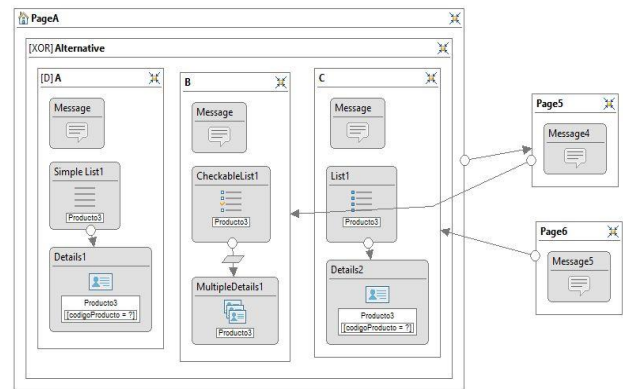 PageA
[XOR] Alternative
[D] A
B
C
Message
Message
Message
Simple List1
Producto3
CheckableList1
Producto3
List1
Producto3
Details1
Producto3
[codigoProducto = ?]
MultipleDetails1
Producto3
Details2
Producto3
[codigoProducto = ?]
Page5
Message4
Page6
Message5